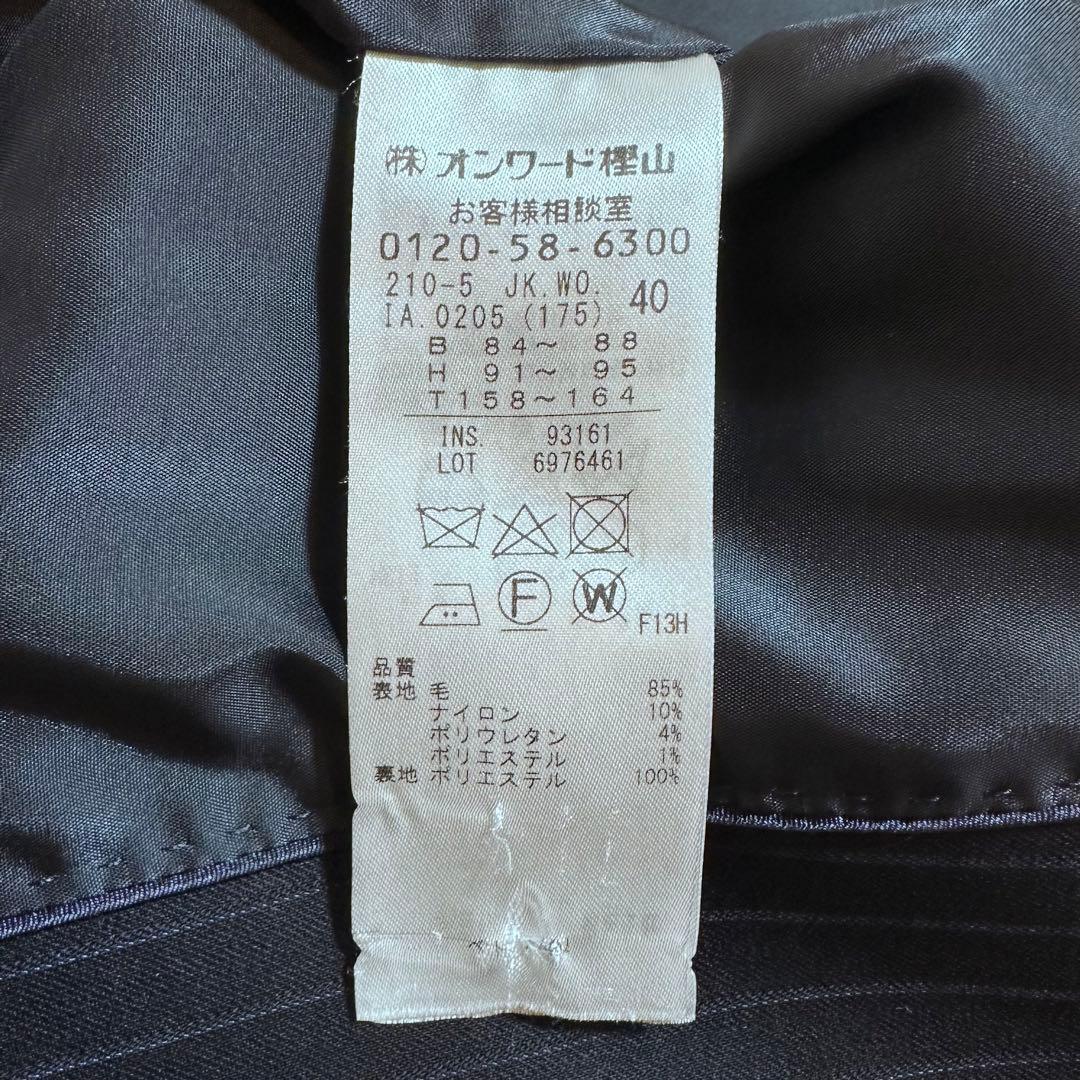 (株)オンワード樫山
お客様相談室
0120-58-6300
210-5 JK.WO. 40
IA.0205 (175)
B 84～ 88
H 91～ 95
T158～164
INS. 93161
LOT 6976461
F W F13H
品質
表地 毛 85%
ナイロン 10%
ポリウレタン 4%
ポリエステル 1%
裏地 ポリエステル 100%